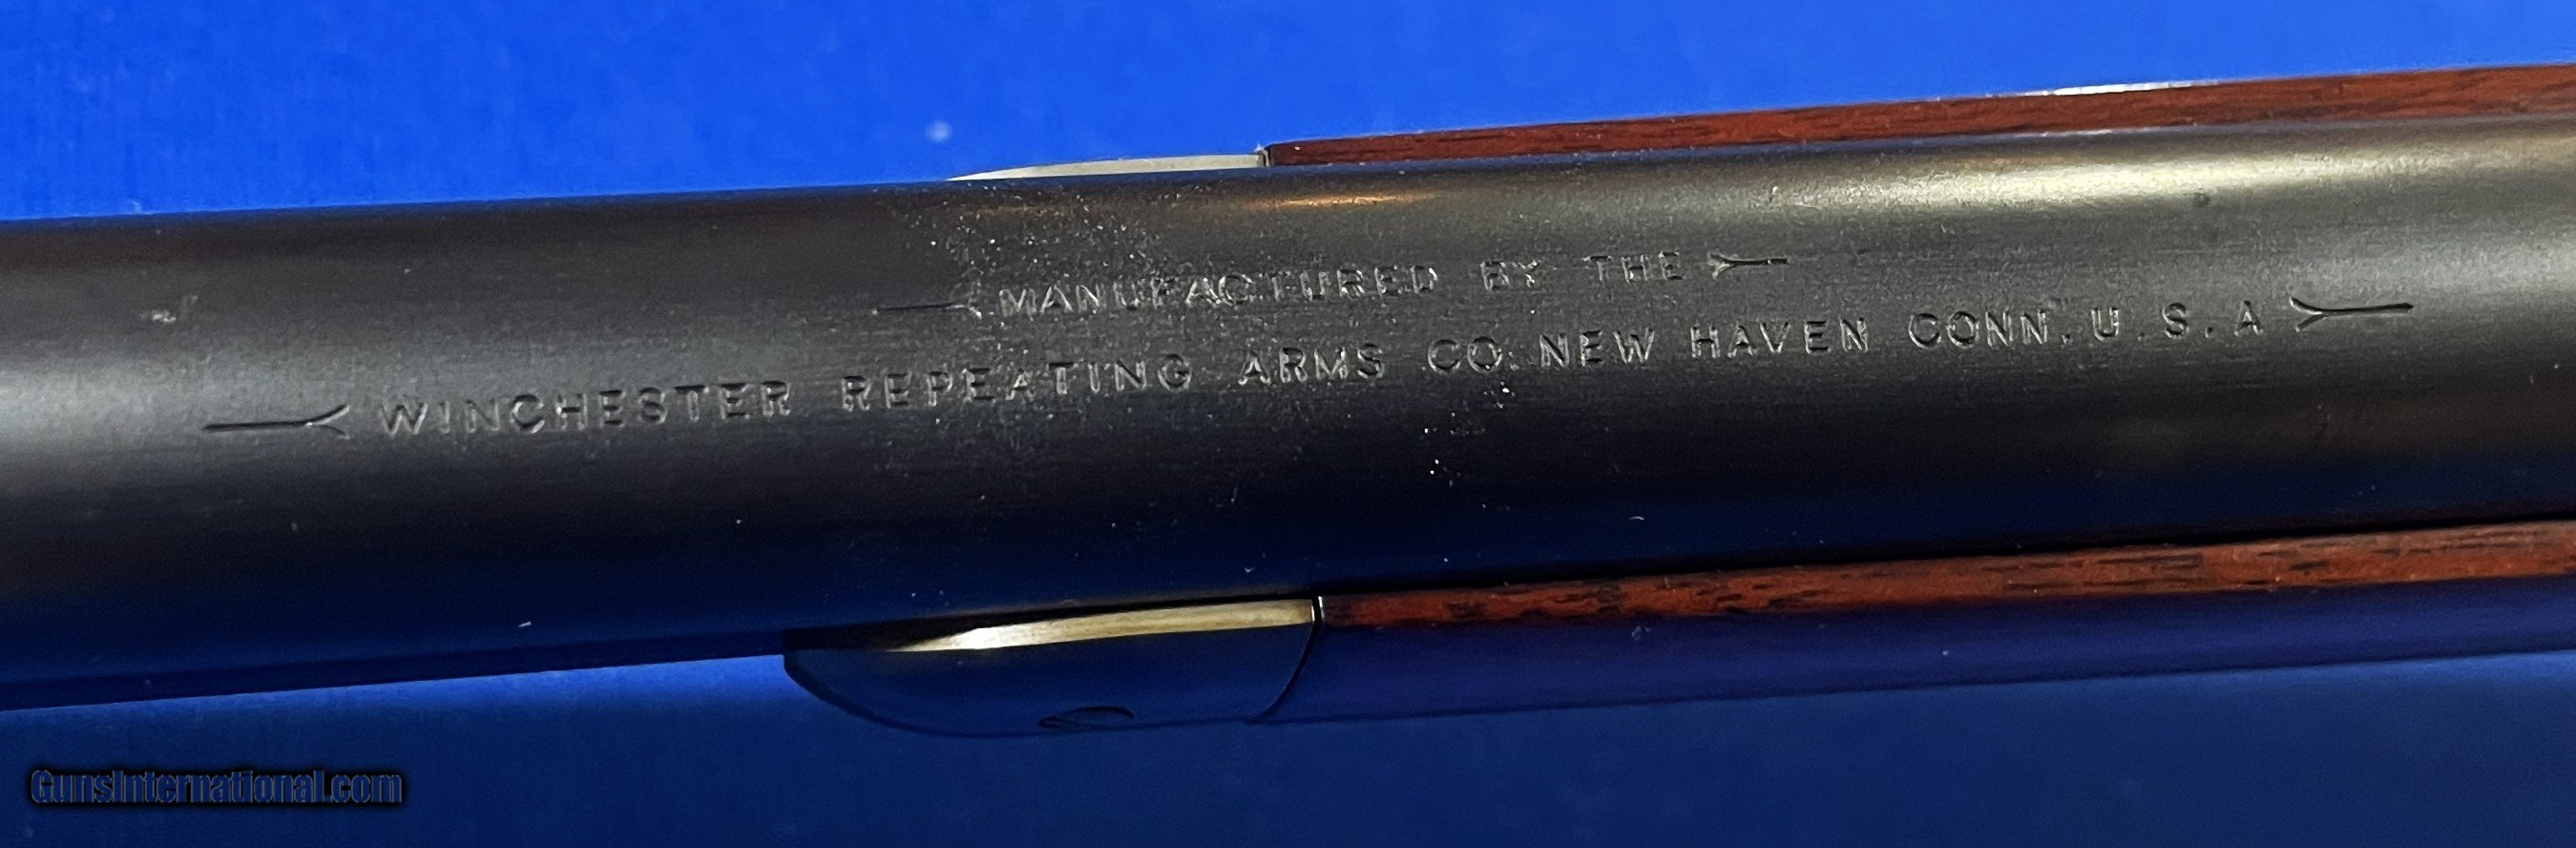 MANUFACTURED BY THE
WINCHESTER REPEATING ARMS CO. NEW HAVEN CONN. U.S.A
GunsInternational.com